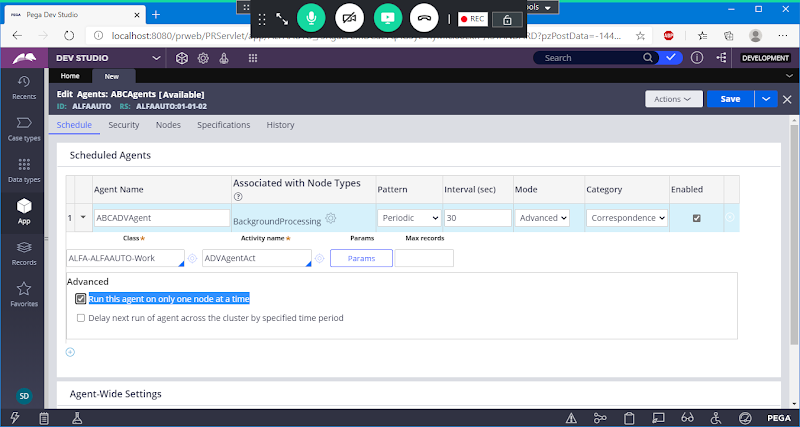 PEGA Pega Dev Studio
ools
REC
localhost:8080/prweb/PRServlet/app
RD?pzPostData=-144...
DEV STUDIO
Search
DEVELOPMENT
Home New
Edit Agents: ABCAgents [Available]
ID: ALFAAUTO RS: ALFAAUTO:01-01-02
Actions
Save
Recents
Case types
Data types
App
Records
Favorites
SD
Schedule Security Nodes Specifications History
Scheduled Agents
Agent Name Associated with Node Types Pattern Interval (sec) Mode Category Enabled
1 ABCADVAgent BackgroundProcessing Periodic 30 Advanced Correspondence
Class★ Activity name★ Params Max records
ALFA-ALFAAUTO-Work ADVAgentAct Params
Advanced
Run this agent on only one node at a time
Delay next run of agent across the cluster by specified time period
Agent-Wide Settings
PEGA